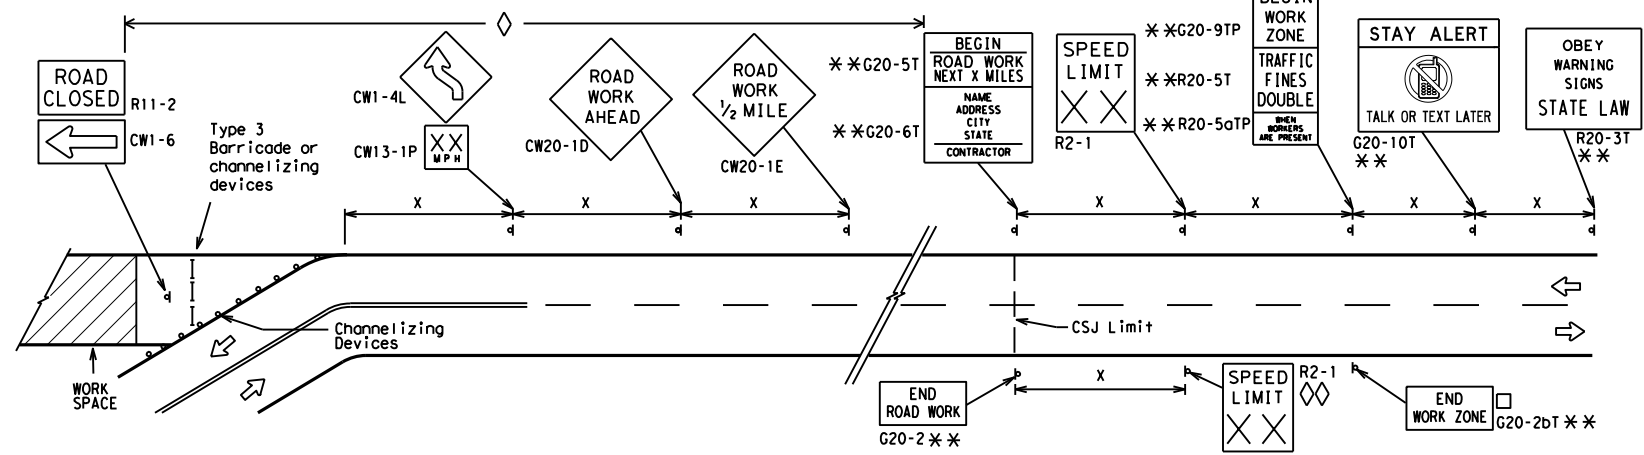 ROAD
CLOSED
R11-2
CW1-6
Type 3
Barricade or
channelizing
devices
CW1-4L
XX
MPH
CW13-1P
ROAD
WORK
AHEAD
CW20-1D
ROAD
WORK
1/2 MILE
CW20-1E
**G20-5T
BEGIN
ROAD WORK
NEXT X MILES
**G20-6T
NAME
ADDRESS
CITY
STATE
CONTRACTOR
SPEED
LIMIT
XX
R2-1
**G20-9TP
BEGIN
WORK
ZONE
**R20-5T
TRAFFIC
FINES
DOUBLE
**R20-5aTP
WHEN
WORKERS
ARE PRESENT
STAY ALERT
TALK OR TEXT LATER
G20-10T
**
OBEY
WARNING
SIGNS
STATE LAW
R20-3T
**
X
X
X
X
X
X
X
Channelizing
Devices
WORK
SPACE
CSJ Limit
END
ROAD WORK
G20-2 **
X
SPEED
LIMIT
XX
R2-1
END
WORK ZONE
G20-2bT **